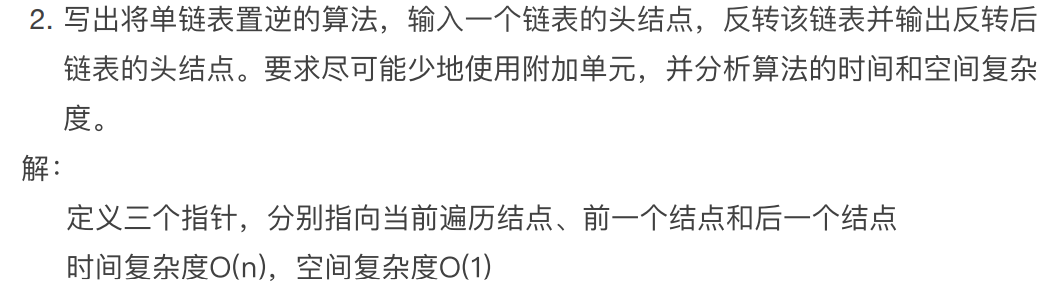 2. 写出将单链表置逆的算法，输入一个链表的头结点，反转该链表并输出反转后
链表的头结点。要求尽可能少地使用附加单元，并分析算法的时间和空间复杂
度。
解：
定义三个指针，分别指向当前遍历结点、前一个结点和后一个结点
时间复杂度O(n)，空间复杂度O(1)